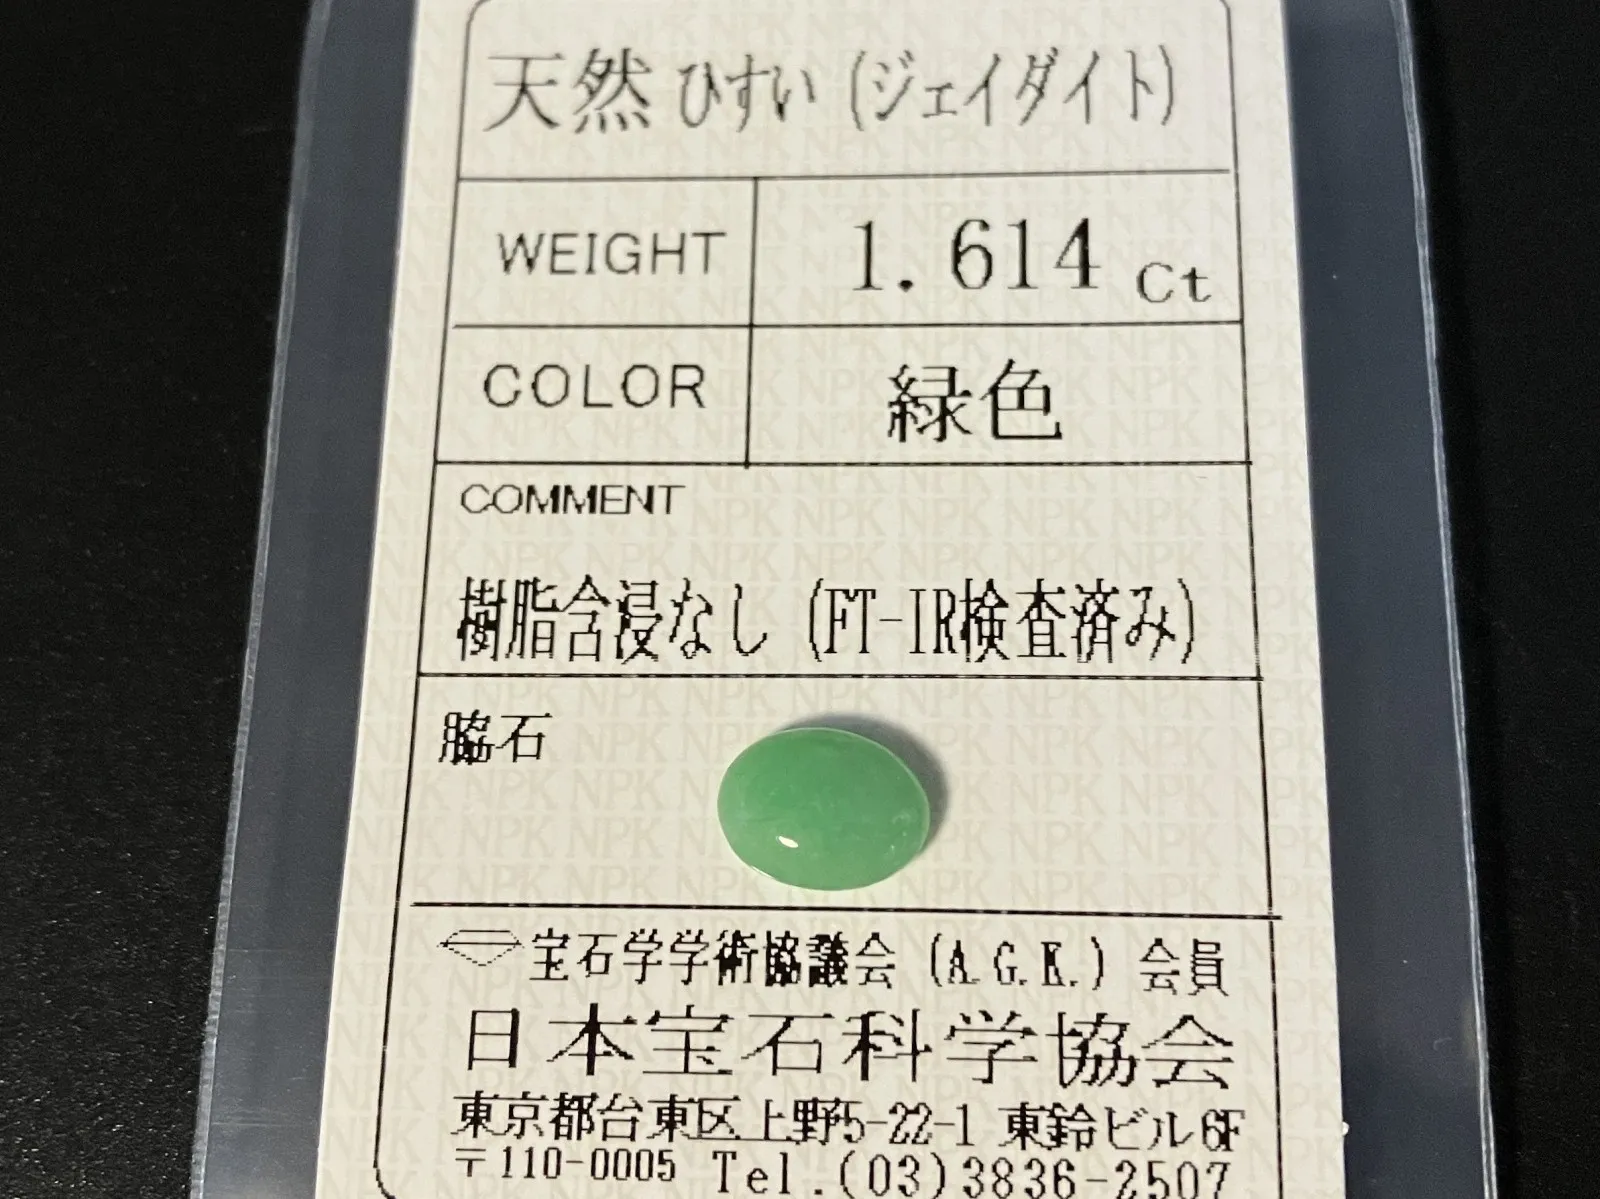 天然 ひすい (ジェイダイト)
WEIGHT 1.614 Ct
COLOR 緑色
COMMENT
樹脂含浸なし (FT-IR検査済み)
脇石
宝石学学術協議会 (A.G.K.) 会員
日本宝石科学協会
東京都台東区上野5-22-1 東鈴ビル6F
〒110-0005 Tel.(03)3836-2507